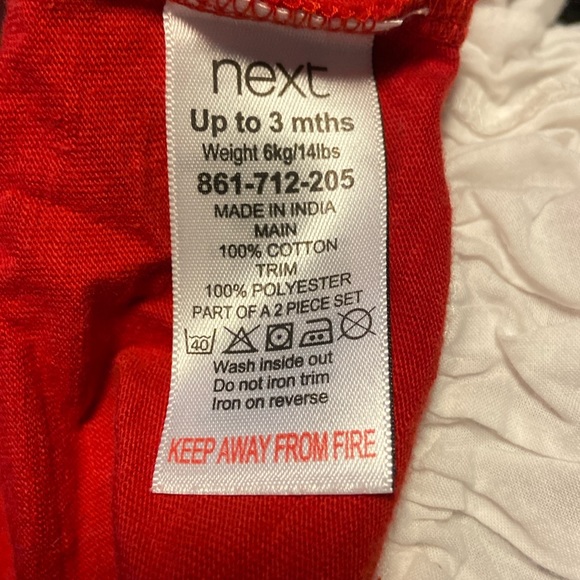 next
Up to 3 mths
Weight 6kg/14lbs
861-712-205
MADE IN INDIA
MAIN
100% COTTON
TRIM
100% POLYESTER
PART OF A 2 PIECE SET
40
Wash inside out
Do not iron trim
Iron on reverse
KEEP AWAY FROM FIRE